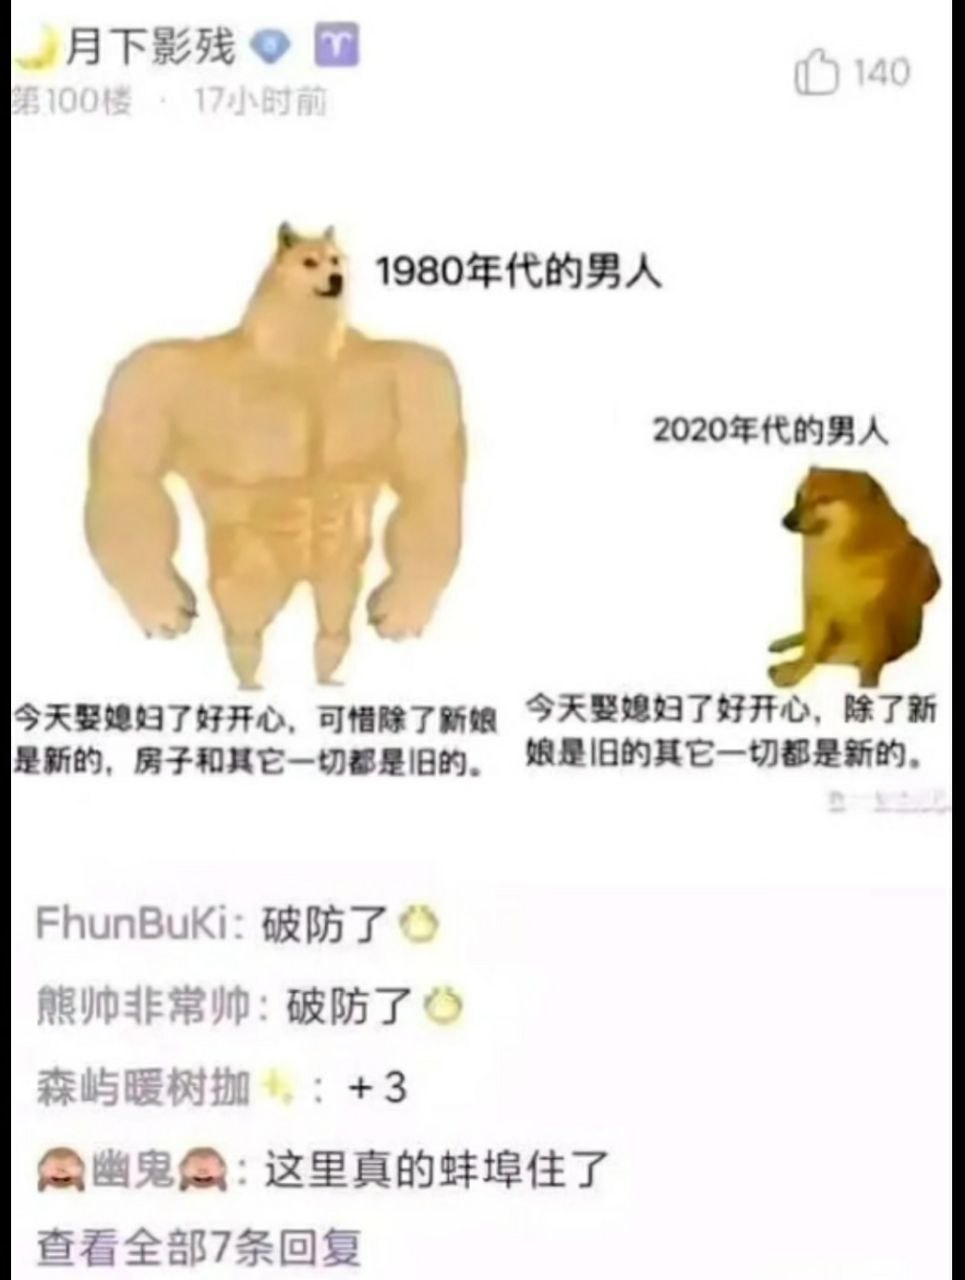 月下影残
第100楼 · 17小时前
140
1980年代的男人
2020年代的男人
今天娶媳妇了好开心，可惜除了新娘
是新的，房子和其它一切都是旧的。
今天娶媳妇了好开心，除了新
娘是旧的其它一切都是新的。
FhunBuKi: 破防了
熊帅非常帅: 破防了
森屿暖树拁✨: +3
🙈幽鬼🙈: 这里真的蚌埠住了
查看全部7条回复